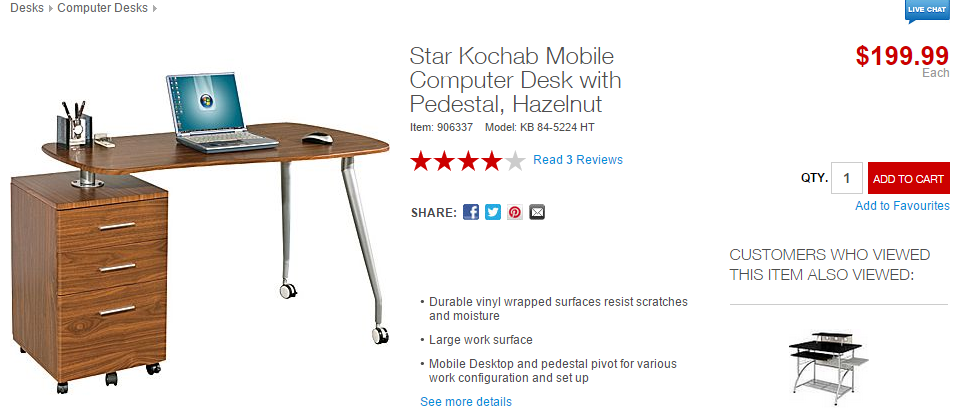 Desks
Computer Desks
LIVE CHAT
Star Kochab Mobile
Computer Desk with
Pedestal, Hazelnut
Item: 906337 Model: KB 84-5224 HT
Read 3 Reviews
SHARE:
$199.99
Each
QTY. 1 ADD TO CART
Add to Favourites
• Durable vinyl wrapped surfaces resist scratches
and moisture
• Large work surface
• Mobile Desktop and pedestal pivot for various
work configuration and set up
See more details
CUSTOMERS WHO VIEWED
THIS ITEM ALSO VIEWED: